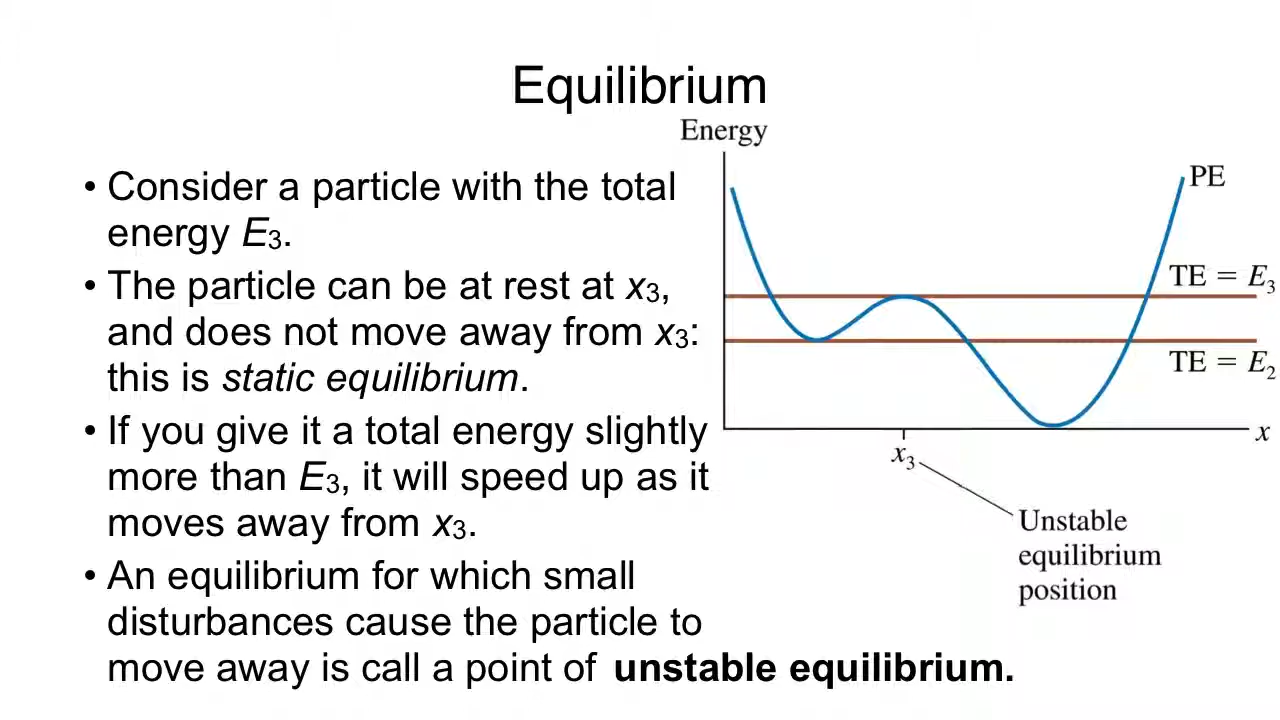 Equilibrium
• Consider a particle with the total
energy E₃.
• The particle can be at rest at x₃,
and does not move away from x₃:
this is static equilibrium.
• If you give it a total energy slightly
more than E₃, it will speed up as it
moves away from x₃.
• An equilibrium for which small
disturbances cause the particle to
move away is call a point of unstable equilibrium.
Energy
PE
TE = E₃
TE = E₂
x
x₃
Unstable
equilibrium
position